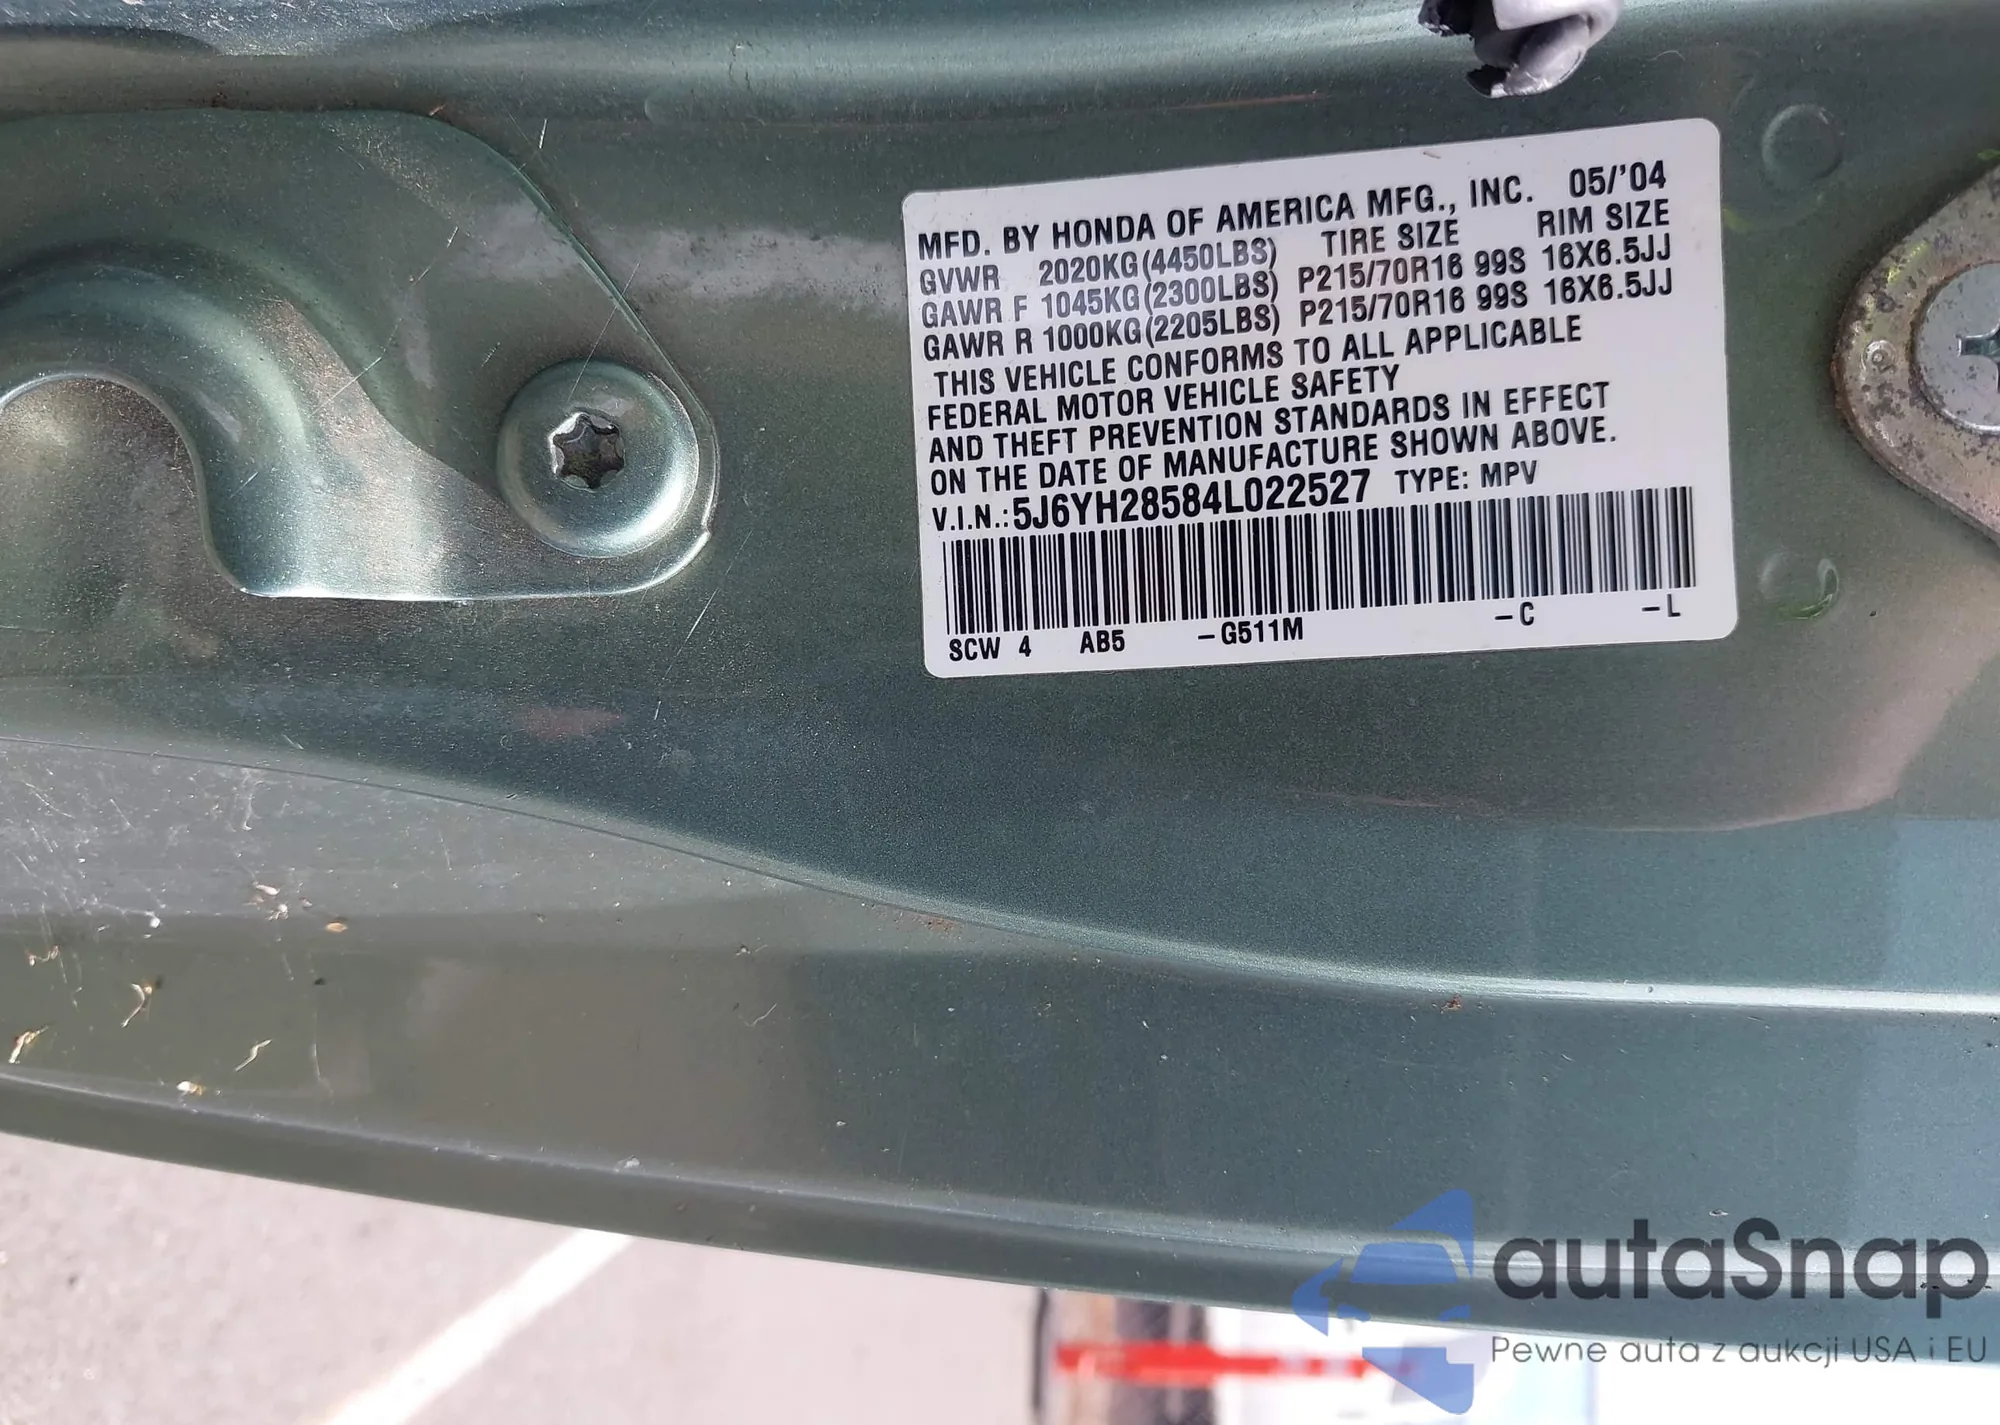 MFD. BY HONDA OF AMERICA MFG., INC. 05/'04
GVWR 2020KG(4450LBS) TIRE SIZE RIM SIZE
GAWR F 1045KG(2300LBS) P215/70R16 99S 16X6.5JJ
GAWR R 1000KG(2205LBS) P215/70R16 99S 16X6.5JJ
THIS VEHICLE CONFORMS TO ALL APPLICABLE
FEDERAL MOTOR VEHICLE SAFETY
AND THEFT PREVENTION STANDARDS IN EFFECT
ON THE DATE OF MANUFACTURE SHOWN ABOVE.
V.I.N.:5J6YH28584L022527 TYPE: MPV
SCW 4 AB5 -G511M -C -L
autaSnap
Pewne auta z aukcji USA i EU